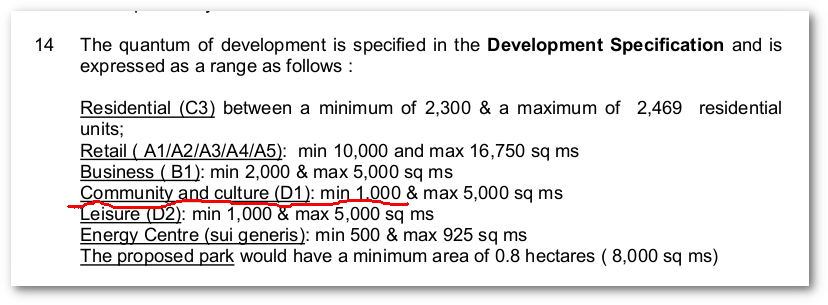 14 The quantum of development is specified in the Development Specification and is
expressed as a range as follows :
Residential (C3) between a minimum of 2,300 & a maximum of 2,469 residential
units;
Retail ( A1/A2/A3/A4/A5): min 10,000 and max 16,750 sq ms
Business ( B1): min 2,000 & max 5,000 sq ms
Community and culture (D1): min 1,000 & max 5,000 sq ms
Leisure (D2): min 1,000 & max 5,000 sq ms
Energy Centre (sui generis): min 500 & max 925 sq ms
The proposed park would have a minimum area of 0.8 hectares ( 8,000 sq ms)